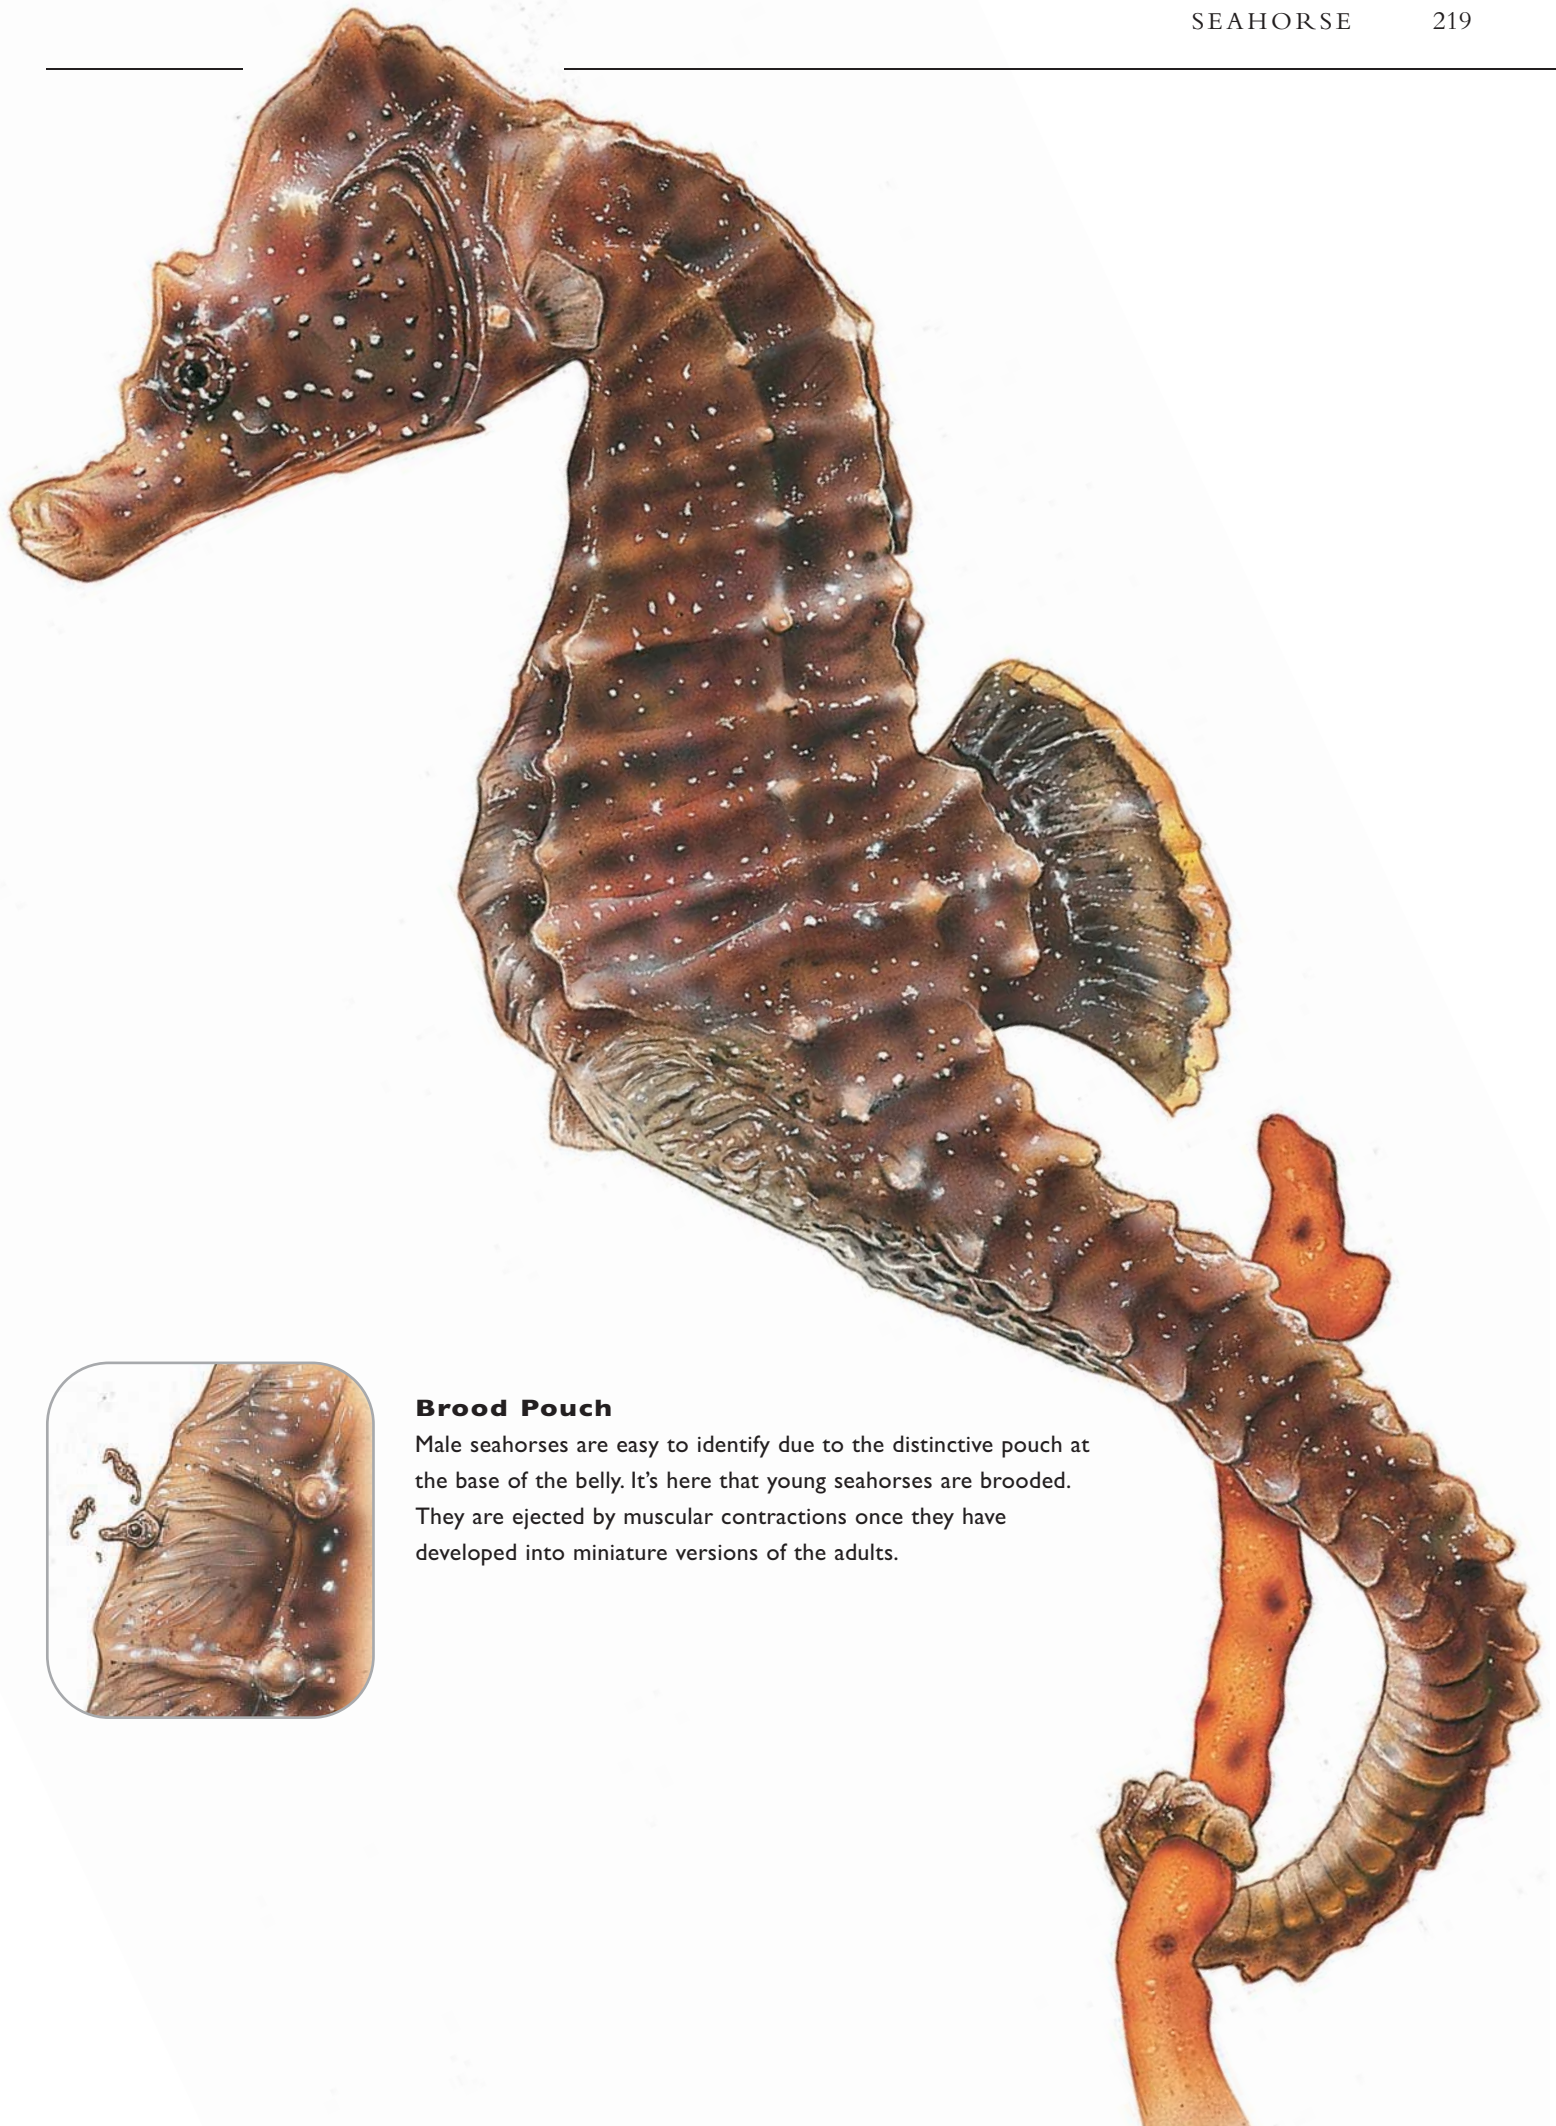 SEAHORSE 219
Brood Pouch
Male seahorses are easy to identify due to the distinctive pouch at
the base of the belly. It’s here that young seahorses are brooded.
They are ejected by muscular contractions once they have
developed into miniature versions of the adults.